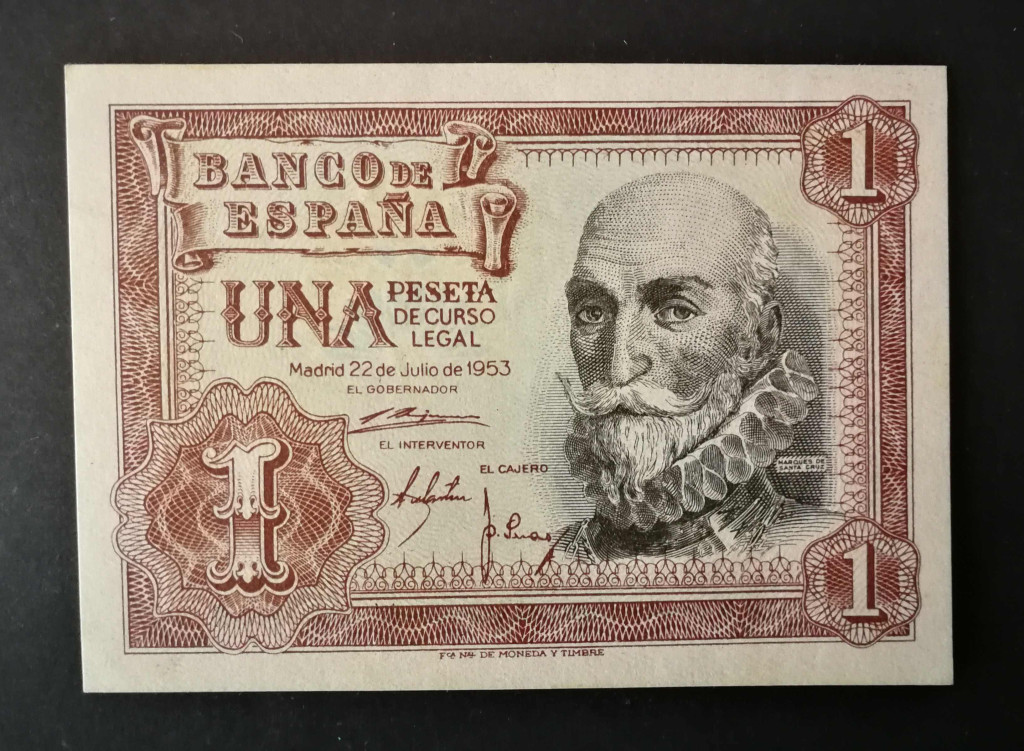 BANCO DE
ESPAÑA
1
UNA PESETA
DE CURSO
LEGAL
Madrid 22 de Julio de 1953
EL GOBERNADOR
EL INTERVENTOR
EL CAJERO
MARQUES DE
SANTA CRUZ
1
1
Fca Nal DE MONEDA Y TIMBRE